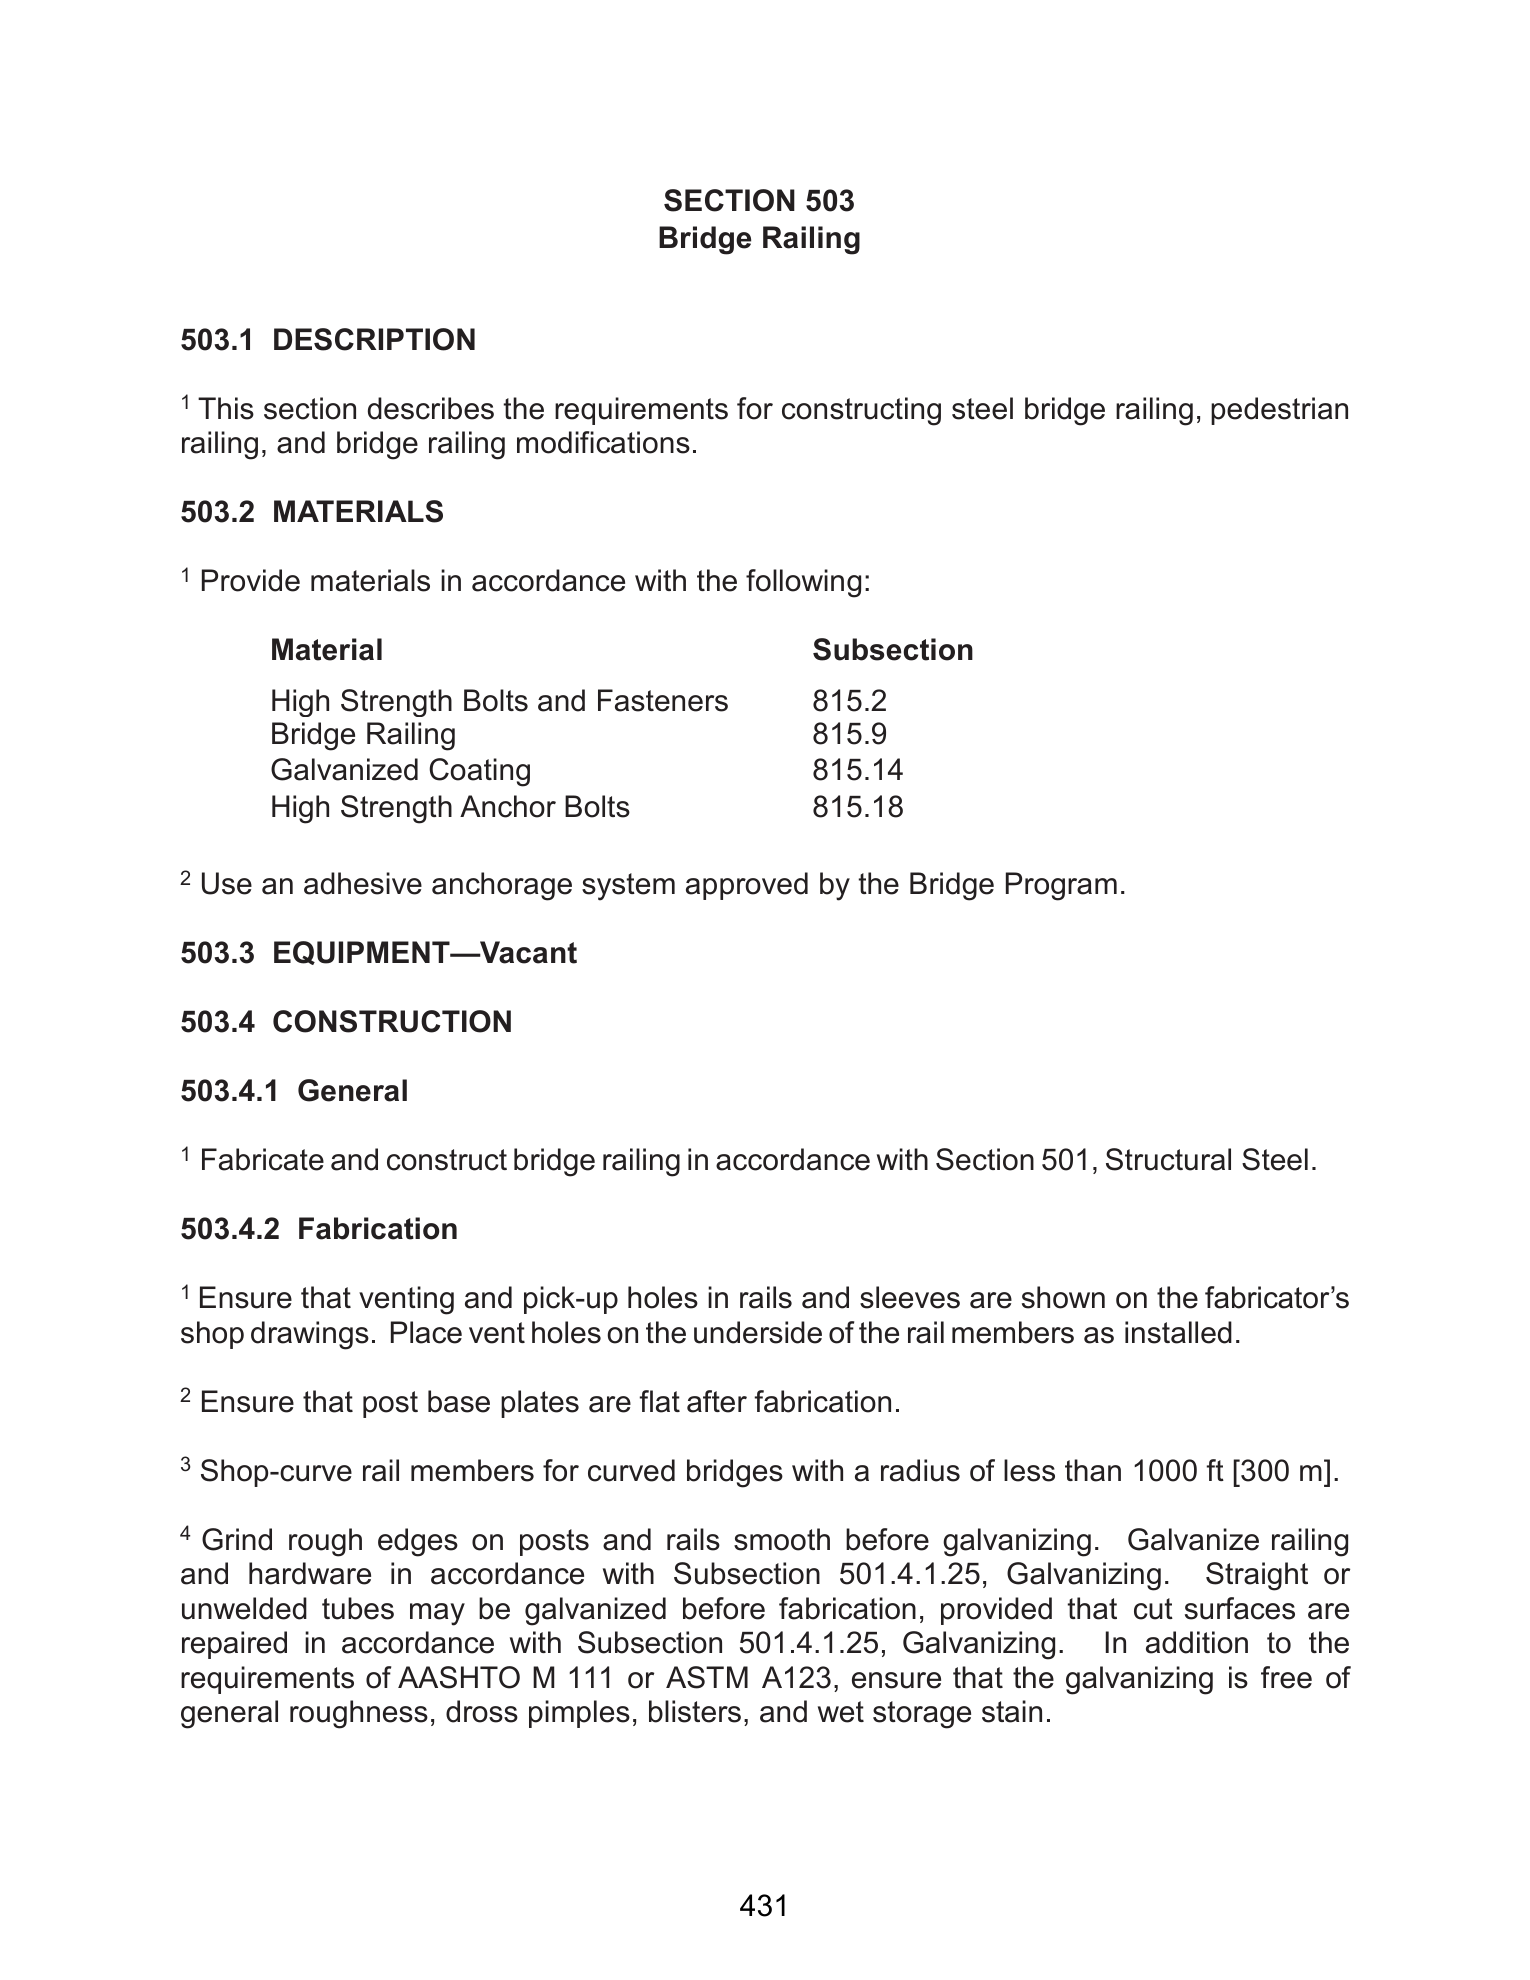 SECTION 503
Bridge Railing
503.1  DESCRIPTION
1 This section describes the requirements for constructing steel bridge railing, pedestrian
railing, and bridge railing modifications.
503.2  MATERIALS
1 Provide materials in accordance with the following:
Material Subsection
High Strength Bolts and Fasteners 815.2
Bridge Railing 815.9
Galvanized Coating 815.14
High Strength Anchor Bolts 815.18
2 Use an adhesive anchorage system approved by the Bridge Program.
503.3  EQUIPMENT—Vacant
503.4  CONSTRUCTION
503.4.1  General
1 Fabricate and construct bridge railing in accordance with Section 501, Structural Steel.
503.4.2  Fabrication
1 Ensure that venting and pick-up holes in rails and sleeves are shown on the fabricator’s
shop drawings.  Place vent holes on the underside of the rail members as installed.
2 Ensure that post base plates are flat after fabrication.
3 Shop-curve rail members for curved bridges with a radius of less than 1000 ft [300 m].
4 Grind rough edges on posts and rails smooth before galvanizing.  Galvanize railing
and hardware in accordance with Subsection 501.4.1.25, Galvanizing.  Straight or
unwelded tubes may be galvanized before fabrication, provided that cut surfaces are
repaired in accordance with Subsection 501.4.1.25, Galvanizing.  In addition to the
requirements of AASHTO M 111 or ASTM A123, ensure that the galvanizing is free of
general roughness, dross pimples, blisters, and wet storage stain.
431